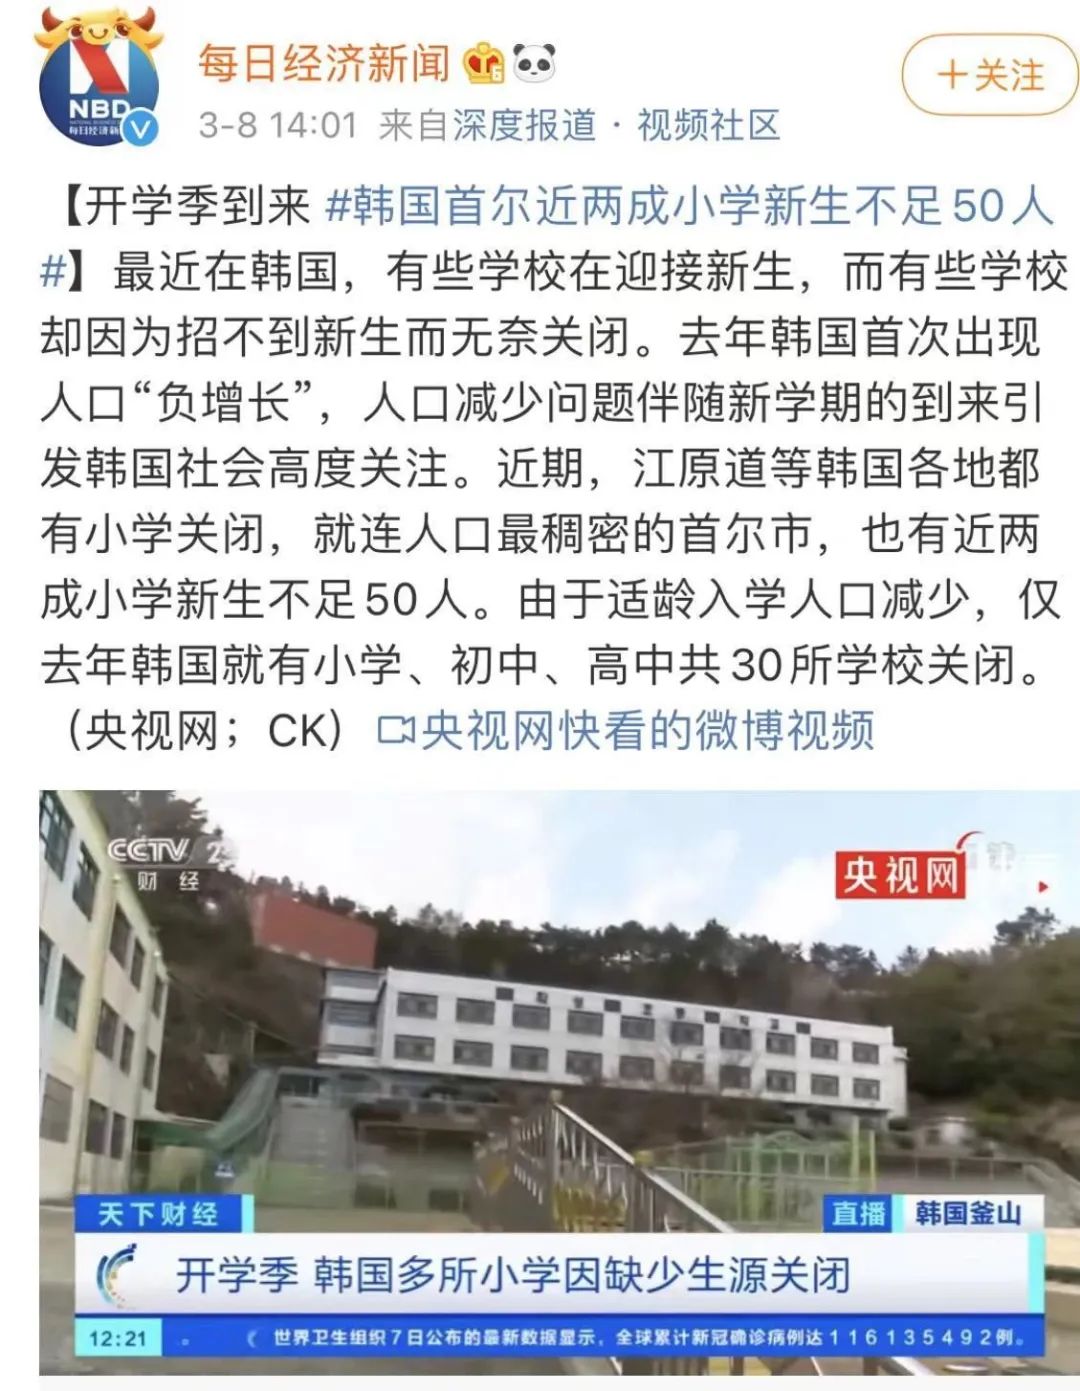 NBD
每日经济新闻
+关注
3-8 14:01 来自深度报道 · 视频社区
【开学季到来 #韩国首尔近两成小学新生不足50人
#】最近在韩国，有些学校在迎接新生，而有些学校
却因为招不到新生而无奈关闭。去年韩国首次出现
人口“负增长”，人口减少问题伴随新学期的到来引
发韩国社会高度关注。近期，江原道等韩国各地都
有小学关闭，就连人口最稠密的首尔市，也有近两
成小学新生不足50人。由于适龄入学人口减少，仅
去年韩国就有小学、初中、高中共30所学校关闭。
（央视网；CK）央视网快看的微博视频
CCTV 2
财 经
央视网
天下财经
直播 韩国釜山
开学季 韩国多所小学因缺少生源关闭
12:21 。 世界卫生组织7日公布的最新数据显示，全球累计新冠确诊病例达116135492例。